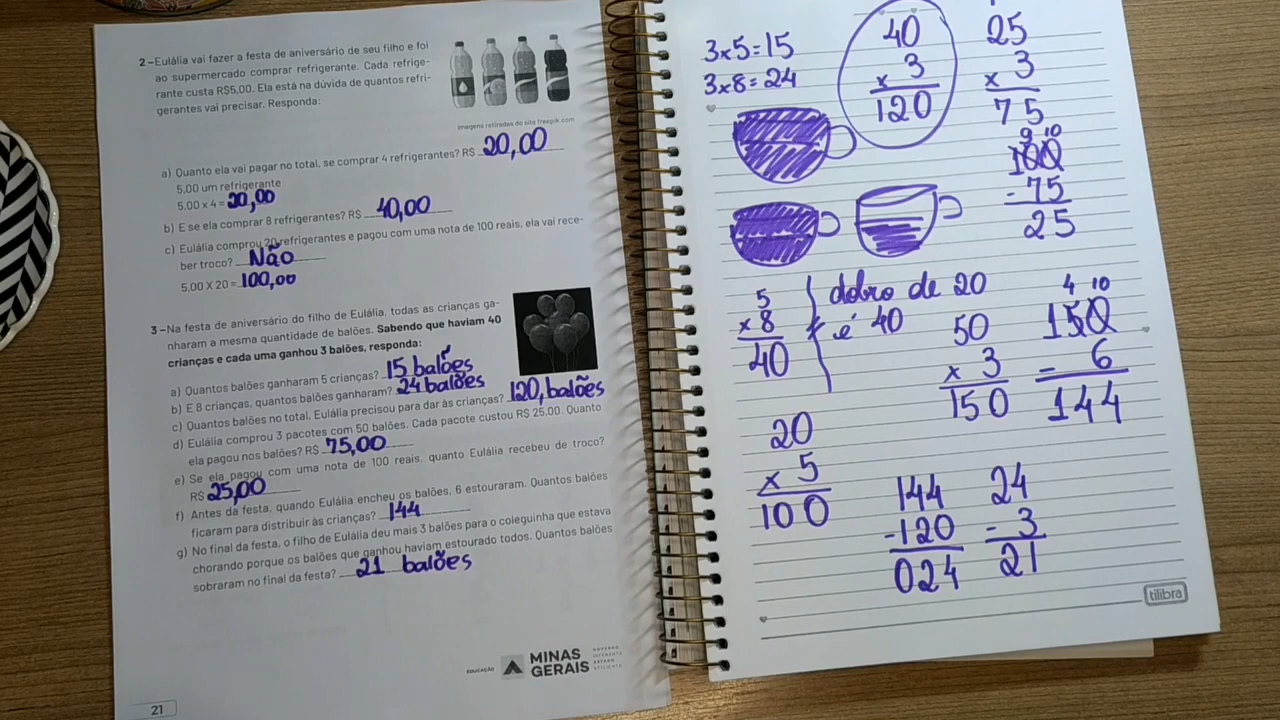 2 – Eulália vai fazer a festa de aniversário de seu filho e foi
ao supermercado comprar refrigerante. Cada refrige-
rante custa R$5,00. Ela está na dúvida de quantos refri-
gerantes vai precisar. Responda:
Imagens retiradas do site freepik.com
a) Quanto ela vai pagar no total, se comprar 4 refrigerantes? R$ 20,00
5,00 um refrigerante
5,00 x 4 = 20,00
b) E se ela comprar 8 refrigerantes? R$ 40,00
c) Eulália comprou 20 refrigerantes e pagou com uma nota de 100 reais, ela vai rece-
ber troco? Não
5,00 X 20 = 100,00
3 – Na festa de aniversário do filho de Eulália, todas as crianças ga-
nharam a mesma quantidade de balões. Sabendo que haviam 40
crianças e cada uma ganhou 3 balões, responda:
a) Quantos balões ganharam 5 crianças? 15 balões
b) E 8 crianças, quantos balões ganharam? 24 balões
c) Quantos balões no total, Eulália precisou para dar às crianças? 120, balões
d) Eulália comprou 3 pacotes com 50 balões. Cada pacote custou R$ 25,00. Quanto
ela pagou nos balões? R$ 75,00
e) Se ela pagou com uma nota de 100 reais, quanto Eulália recebeu de troco?
R$ 25,00
f) Antes da festa, quando Eulália encheu os balões, 6 estouraram. Quantos balões
ficaram para distribuir às crianças? 144
g) No final da festa, o filho de Eulália deu mais 3 balões para o coleguinha que estava
chorando porque os balões que ganhou haviam estourado todos. Quantos balões
sobraram no final da festa? 21 balões
EDUCAÇÃO
MINAS
GERAIS
GOVERNO
DIFERENTE
ESTADO
EFICIENTE
21
3x5=15
3x8=24
40
x 3
120
25
x 3
75
9 10
100
-75
25
5
x8
40
dobro de 20
é 40
50
x 3
150
4 10
150
- 6
144
20
x 5
100
144
-120
024
24
- 3
21
tilibra